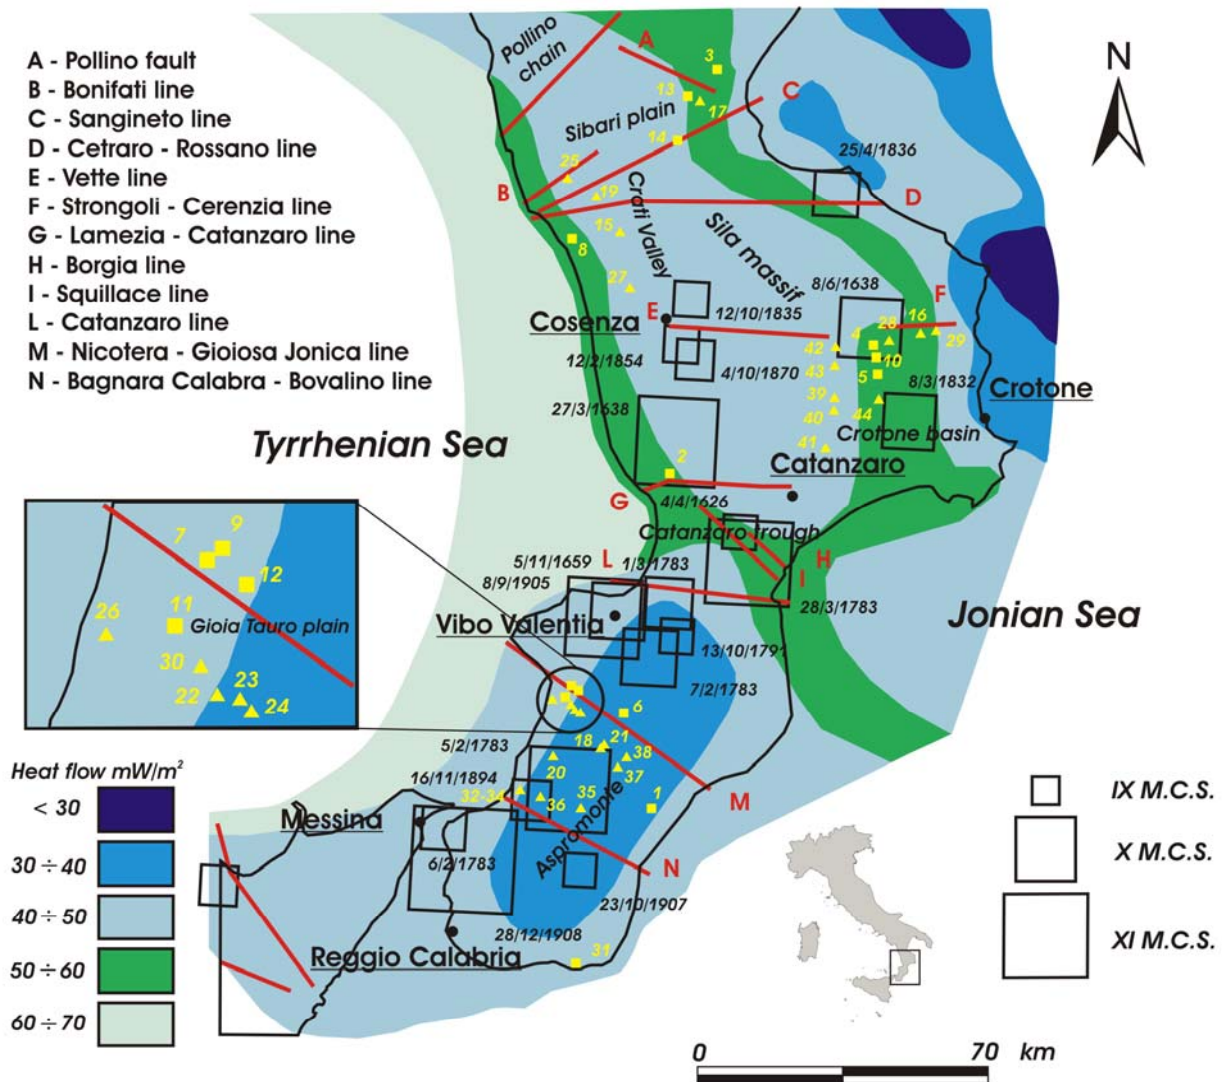 A - Pollino fault
B - Bonifati line
C - Sangineto line
D - Cetraro - Rossano line
E - Vette line
F - Strongoli - Cerenzia line
G - Lamezia - Catanzaro line
H - Borgia line
I - Squillace line
L - Catanzaro line
M - Nicotera - Gioiosa Jonica line
N - Bagnara Calabra - Bovalino line
Pollino
chain
A
3
13
17
C
N
Sibari plain
14
25/4/1836
25
B
19
D
Crati Valley
15
8
Sila massif
27
8/6/1638
F
E
12/10/1835
Cosenza
28
16
4
29
42
10
12/2/1854
4/10/1870
43
5
8/3/1832
Crotone
39
44
27/3/1638
40
Crotone basin
Tyrrhenian Sea
41
2
Catanzaro
G
4/4/1626
Catanzaro trough
5/11/1659
L
1/3/1783
H
8/9/1905
I
28/3/1783
Jonian Sea
Vibo Valentia
13/10/1791
7/2/1783
7
9
12
11
26
Gioia Tauro plain
30
22
23
24
6
5/2/1783
18
21
38
20
37
16/11/1894
32-34
36
35
1
M
Messina
Aspromonte
6/2/1783
N
23/10/1907
28/12/1908
Reggio Calabria
31
Heat flow mW/m²
< 30
30 ÷ 40
40 ÷ 50
50 ÷ 60
60 ÷ 70
IX M.C.S.
X M.C.S.
XI M.C.S.
0 70 km